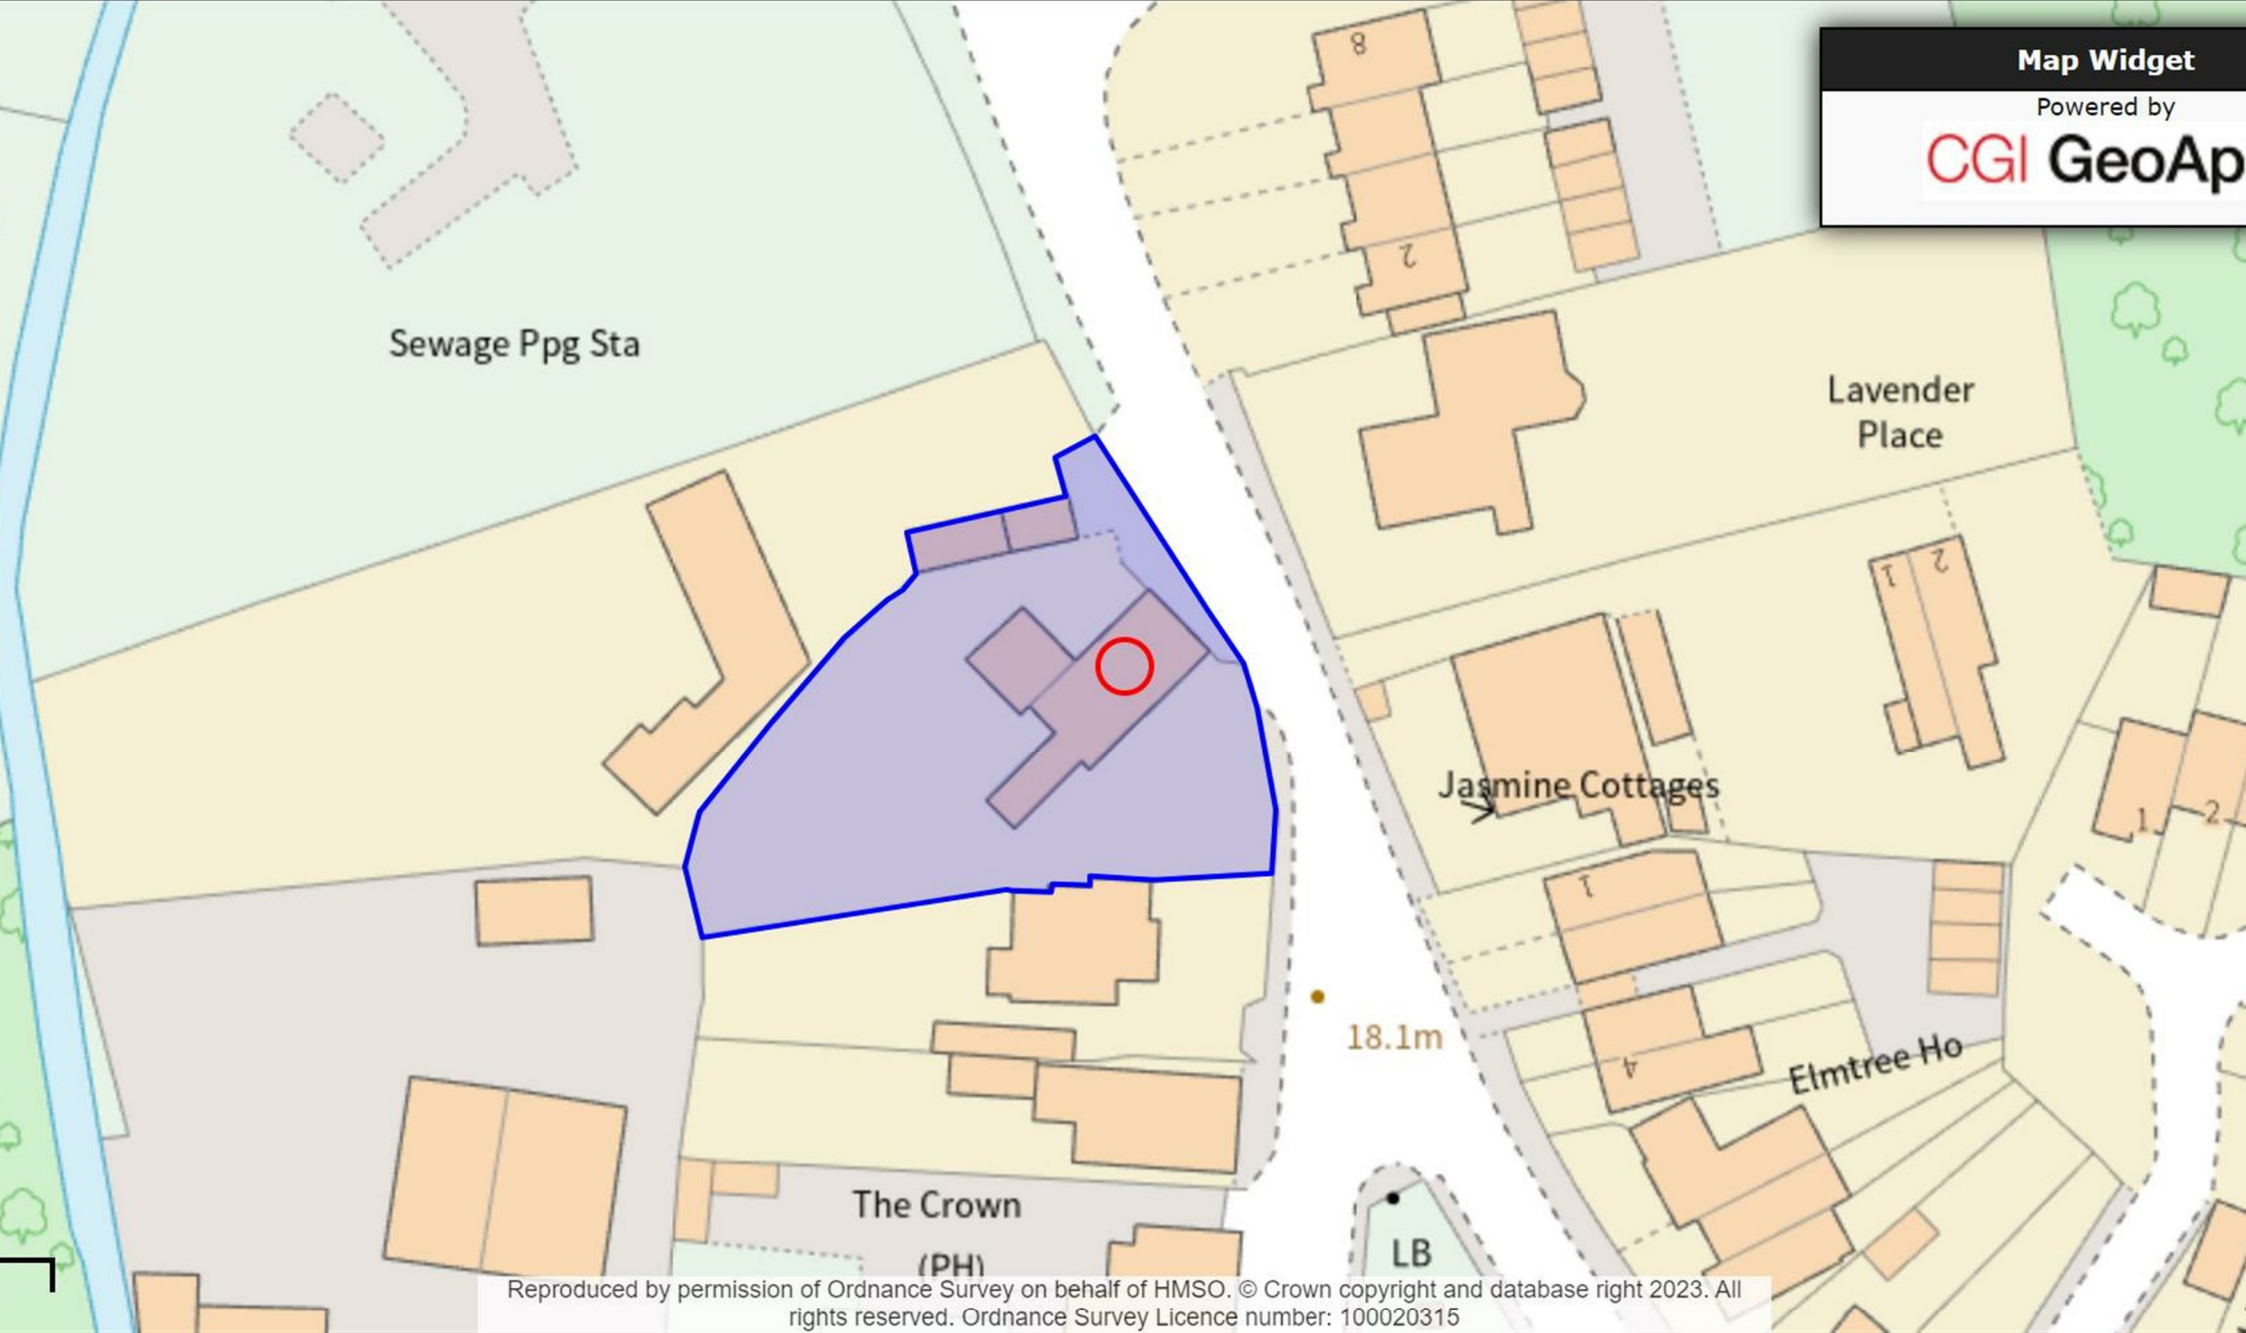 8
Map Widget
Powered by
CGI GeoAp
2
Sewage Ppg Sta
Lavender
Place
1
2
Jasmine Cottages
1
2
1
18.1m
4
Elmtree Ho
The Crown
(PH)
LB
Reproduced by permission of Ordnance Survey on behalf of HMSO. © Crown copyright and database right 2023. All
rights reserved. Ordnance Survey Licence number: 100020315